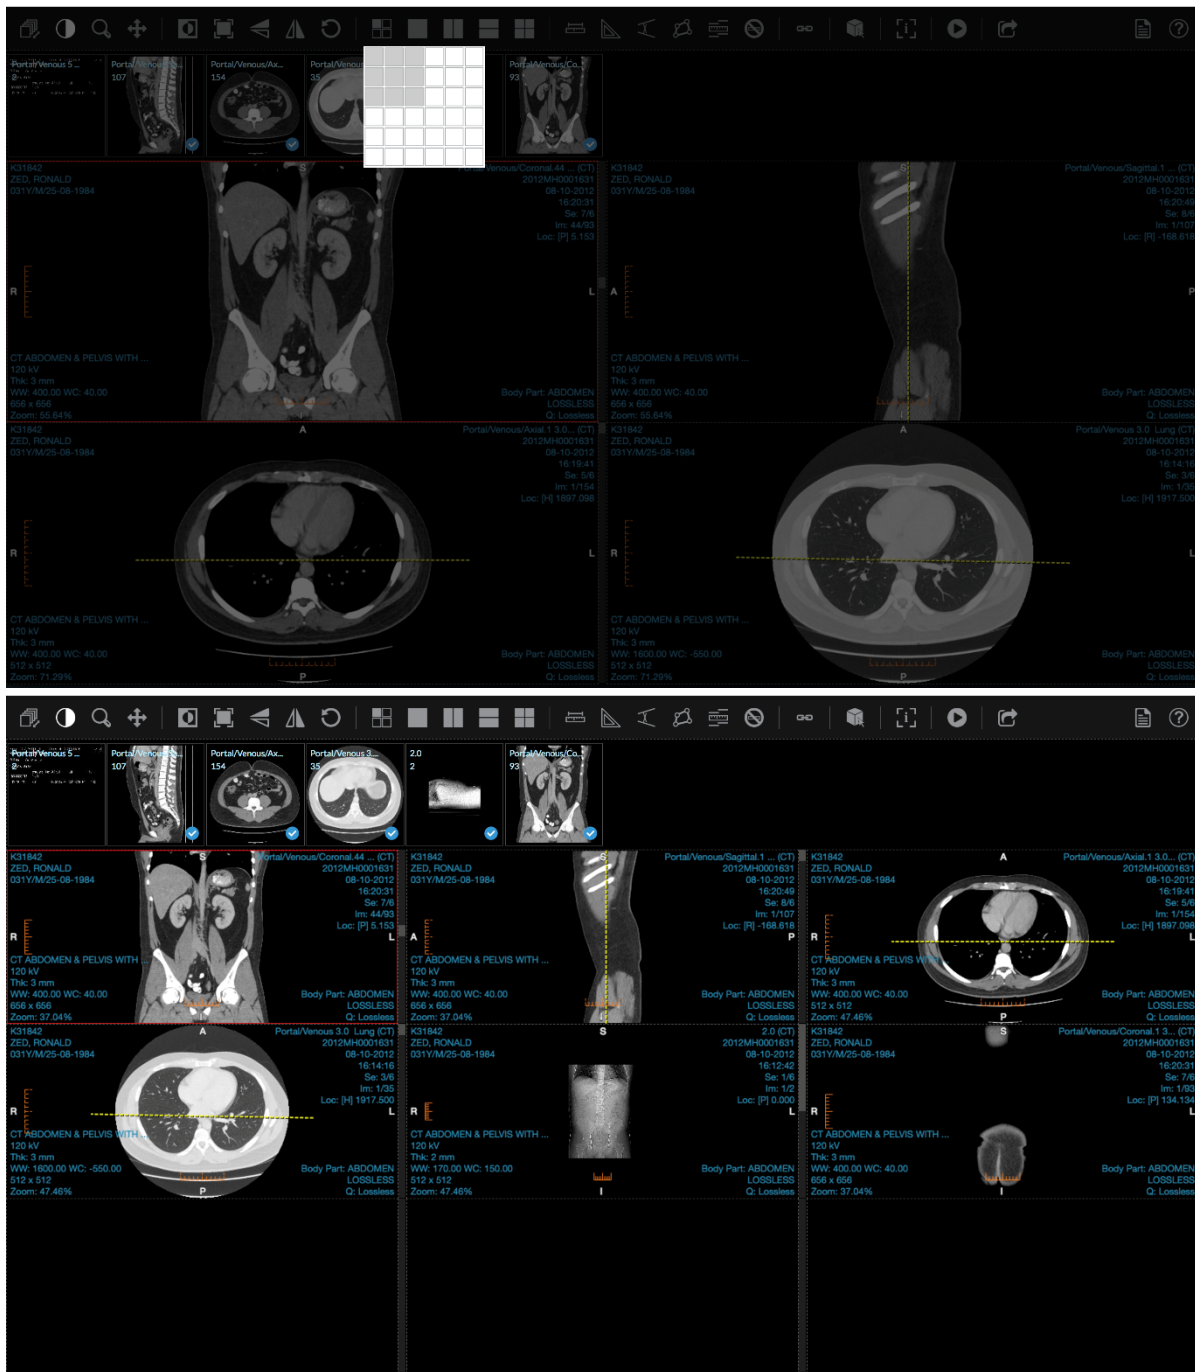 Portal/Venous 5 ...
2
Portal/Venous/Sa...
107
Portal/Venous/Ax...
154
Portal/Venous
35
Portal/Venous/Co...
93
K31842
ZED, RONALD
031Y/M/25-08-1984
S
Portal/Venous/Coronal.44 ... (CT)
2012MH0001631
08-10-2012
16:20:31
Se: 7/6
Im: 44/93
Loc: [P] 5.153
R
L
CT ABDOMEN & PELVIS WITH ...
120 kV
Thk: 3 mm
WW: 400.00 WC: 40.00
656 x 656
Zoom: 55.64%
Body Part: ABDOMEN
LOSSLESS
Q: Lossless
K31842
ZED, RONALD
031Y/M/25-08-1984
S
Portal/Venous/Sagittal.1 ... (CT)
2012MH0001631
08-10-2012
16:20:49
Se: 8/6
Im: 1/107
Loc: [R] -168.618
A
P
CT ABDOMEN & PELVIS WITH ...
120 kV
Thk: 3 mm
WW: 400.00 WC: 40.00
656 x 656
Zoom: 55.64%
I
Body Part: ABDOMEN
LOSSLESS
Q: Lossless
K31842
ZED, RONALD
031Y/M/25-08-1984
A
Portal/Venous/Axial.1 3.0... (CT)
2012MH0001631
08-10-2012
16:19:41
Se: 5/6
Im: 1/154
Loc: [H] 1897.098
R
L
CT ABDOMEN & PELVIS WITH ...
120 kV
Thk: 3 mm
WW: 400.00 WC: 40.00
512 x 512
Zoom: 71.29%
P
Body Part: ABDOMEN
LOSSLESS
Q: Lossless
K31842
ZED, RONALD
031Y/M/25-08-1984
A
Portal/Venous 3.0 Lung (CT)
2012MH0001631
08-10-2012
16:14:16
Se: 3/6
Im: 1/35
Loc: [H] 1917.500
R
L
CT ABDOMEN & PELVIS WITH ...
120 kV
Thk: 3 mm
WW: 1600.00 WC: -550.00
512 x 512
Zoom: 71.29%
P
Body Part: ABDOMEN
LOSSLESS
Q: Lossless
Portal/Venous 5 ...
2
Portal/Venous/Sa...
107
Portal/Venous/Ax...
154
Portal/Venous 3....
35
2.0
2
Portal/Venous/Co...
93
K31842
ZED, RONALD
031Y/M/25-08-1984
S
Portal/Venous/Coronal.44 ... (CT)
2012MH0001631
08-10-2012
16:20:31
Se: 7/6
Im: 44/93
Loc: [P] 5.153
R
L
CT ABDOMEN & PELVIS WITH ...
120 kV
Thk: 3 mm
WW: 400.00 WC: 40.00
656 x 656
Zoom: 37.04%
Body Part: ABDOMEN
LOSSLESS
Q: Lossless
K31842
ZED, RONALD
031Y/M/25-08-1984
S
Portal/Venous/Sagittal.1 ... (CT)
2012MH0001631
08-10-2012
16:20:49
Se: 8/6
Im: 1/107
Loc: [R] -168.618
A
P
CT ABDOMEN & PELVIS WITH ...
120 kV
Thk: 3 mm
WW: 400.00 WC: 40.00
656 x 656
Zoom: 37.04%
I
Body Part: ABDOMEN
LOSSLESS
Q: Lossless
K31842
ZED, RONALD
031Y/M/25-08-1984
A
Portal/Venous/Axial.1 3.0... (CT)
2012MH0001631
08-10-2012
16:19:41
Se: 5/6
Im: 1/154
Loc: [H] 1897.098
R
L
CT ABDOMEN & PELVIS WITH ...
120 kV
Thk: 3 mm
WW: 400.00 WC: 40.00
512 x 512
Zoom: 47.46%
P
Body Part: ABDOMEN
LOSSLESS
Q: Lossless
K31842
ZED, RONALD
031Y/M/25-08-1984
A
Portal/Venous 3.0 Lung (CT)
2012MH0001631
08-10-2012
16:14:16
Se: 3/6
Im: 1/35
Loc: [H] 1917.500
R
L
CT ABDOMEN & PELVIS WITH ...
120 kV
Thk: 3 mm
WW: 1600.00 WC: -550.00
512 x 512
Zoom: 47.46%
P
Body Part: ABDOMEN
LOSSLESS
Q: Lossless
K31842
ZED, RONALD
031Y/M/25-08-1984
S
2.0 (CT)
2012MH0001631
08-10-2012
16:12:42
Se: 1/6
Im: 1/2
Loc: [P] 0.000
R
L
CT ABDOMEN & PELVIS WITH ...
120 kV
Thk: 2 mm
WW: 170.00 WC: 150.00
512 x 512
Zoom: 47.46%
I
Body Part: ABDOMEN
LOSSLESS
Q: Lossless
K31842
ZED, RONALD
031Y/M/25-08-1984
S
Portal/Venous/Coronal.1 3... (CT)
2012MH0001631
08-10-2012
16:20:31
Se: 7/6
Im: 1/93
Loc: [P] 134.134
R
L
CT ABDOMEN & PELVIS WITH ...
120 kV
Thk: 3 mm
WW: 400.00 WC: 40.00
656 x 656
Zoom: 37.04%
I
Body Part: ABDOMEN
LOSSLESS
Q: Lossless